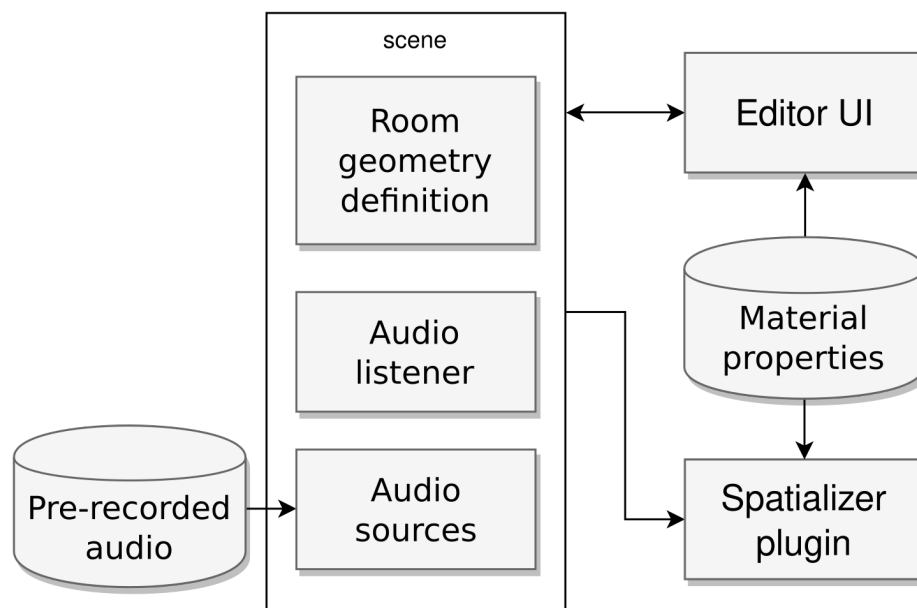 scene
Room
geometry
definition
Editor UI
Audio
listener
Material
properties
Pre-recorded
audio
Audio
sources
Spatializer
plugin